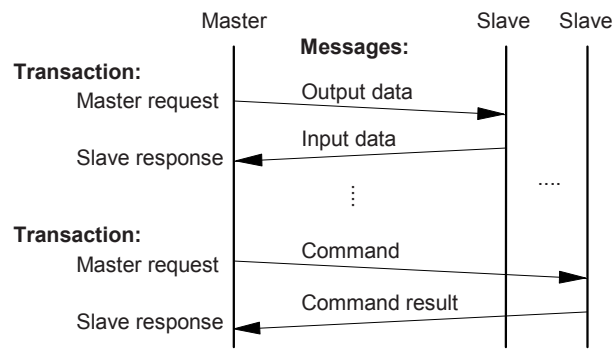 Master
Slave
Slave
Messages:
Transaction:
Output data
Master request
Input data
Slave response
....
....
Transaction:
Command
Master request
Command result
Slave response